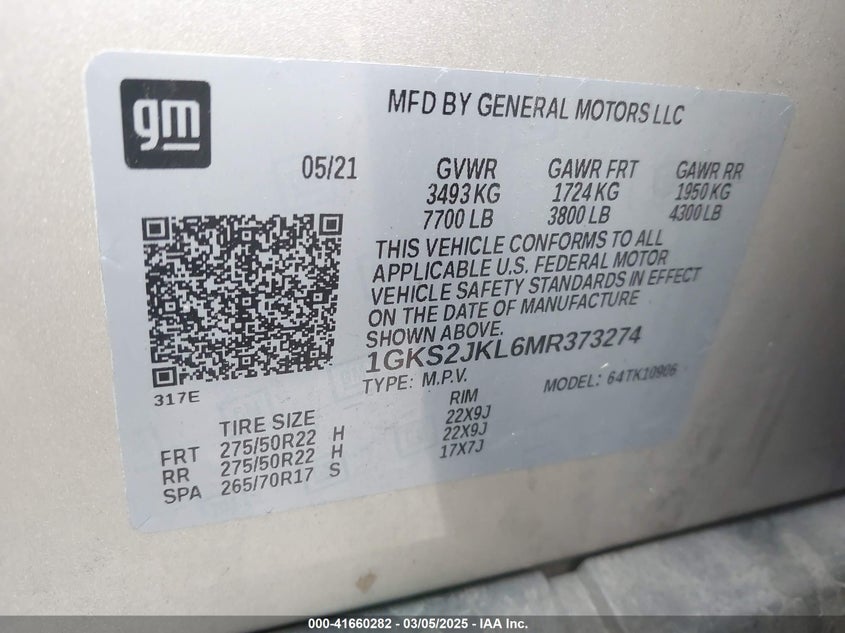 gm
MFD BY GENERAL MOTORS LLC
05/21 GVWR GAWR FRT GAWR RR
3493 KG 1724 KG 1950 KG
7700 LB 3800 LB 4300 LB
THIS VEHICLE CONFORMS TO ALL
APPLICABLE U.S. FEDERAL MOTOR
VEHICLE SAFETY STANDARDS IN EFFECT
ON THE DATE OF MANUFACTURE
SHOWN ABOVE.
1GKS2JKL6MR373274
TYPE: M.P.V. MODEL: 64TK10906
317E
TIRE SIZE RIM
FRT 275/50R22 H 22X9J
RR 275/50R22 H 22X9J
SPA 265/70R17 S 17X7J
000-41660282 - 03/05/2025 - IAA Inc.